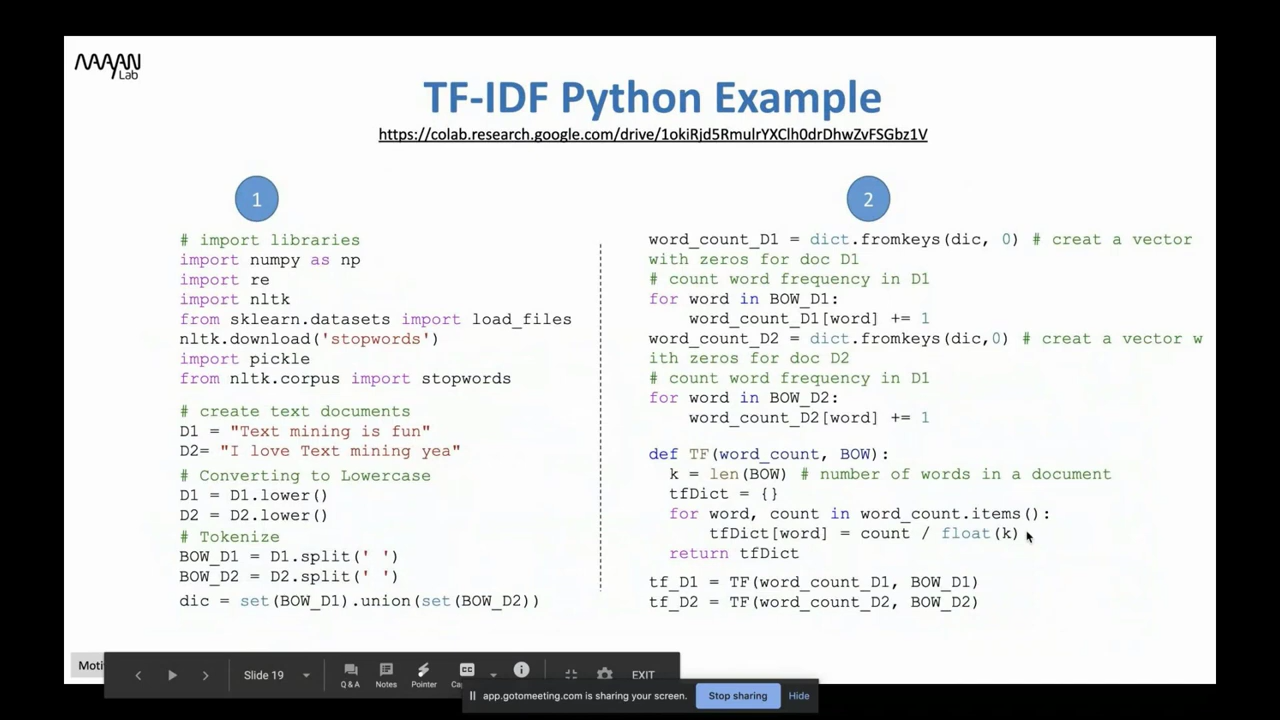 MAAYAN
Lab
TF-IDF Python Example
https://colab.research.google.com/drive/1okiRjd5RmulrYXClh0drDhwZvFSGbz1V
1
# import libraries
import numpy as np
import re
import nltk
from sklearn.datasets import load_files
nltk.download('stopwords')
import pickle
from nltk.corpus import stopwords
# create text documents
D1 = "Text mining is fun"
D2= "I love Text mining yea"
# Converting to Lowercase
D1 = D1.lower()
D2 = D2.lower()
# Tokenize
BOW_D1 = D1.split(' ')
BOW_D2 = D2.split(' ')
dic = set(BOW_D1).union(set(BOW_D2))
2
word_count_D1 = dict.fromkeys(dic, 0) # creat a vector
with zeros for doc D1
# count word frequency in D1
for word in BOW_D1:
word_count_D1[word] += 1
word_count_D2 = dict.fromkeys(dic,0) # creat a vector w
ith zeros for doc D2
# count word frequency in D1
for word in BOW_D2:
word_count_D2[word] += 1
def TF(word_count, BOW):
k = len(BOW) # number of words in a document
tfDict = {}
for word, count in word_count.items():
tfDict[word] = count / float(k)
return tfDict
tf_D1 = TF(word_count_D1, BOW_D1)
tf_D2 = TF(word_count_D2, BOW_D2)
Slide 19
Q & A
Notes
Pointer
EXIT
app.gotomeeting.com is sharing your screen.
Stop sharing
Hide